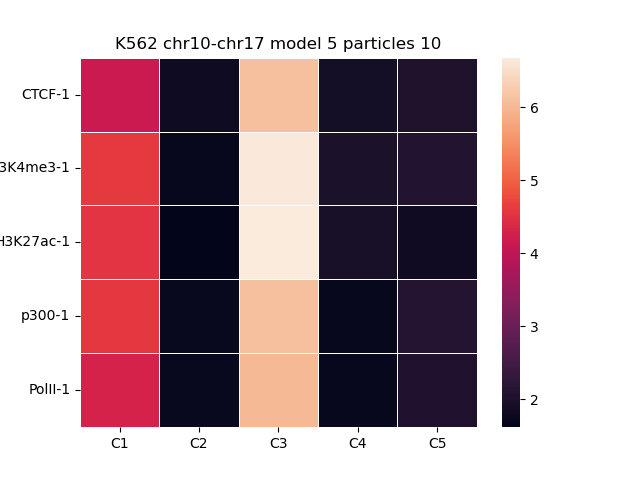 K562 chr10-chr17 model 5 particles 10
CTCF-1
3K4me3-1
H3K27ac-1
p300-1
PolII-1
C1 C2 C3 C4 C5
6
5
4
3
2